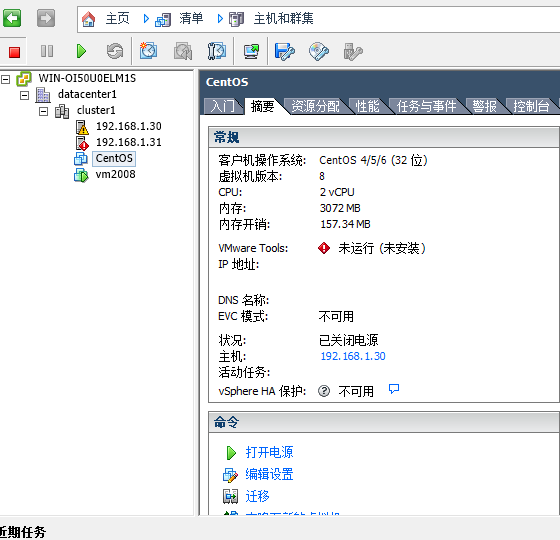 主页 清单 主机和群集
WIN-OI50U0ELM1S
datacenter1
cluster1
192.168.1.30
192.168.1.31
CentOS
vm2008
CentOS
入门 摘要 资源分配 性能 任务与事件 警报 控制台
常规
客户机操作系统: CentOS 4/5/6 (32 位)
虚拟机版本: 8
CPU: 2 vCPU
内存: 3072 MB
内存开销: 157.34 MB
VMware Tools: 未运行 (未安装)
IP 地址:
DNS 名称:
EVC 模式: 不可用
状况: 已关闭电源
主机: 192.168.1.30
活动任务:
vSphere HA 保护: 不可用
命令
打开电源
编辑设置
迁移
近期任务